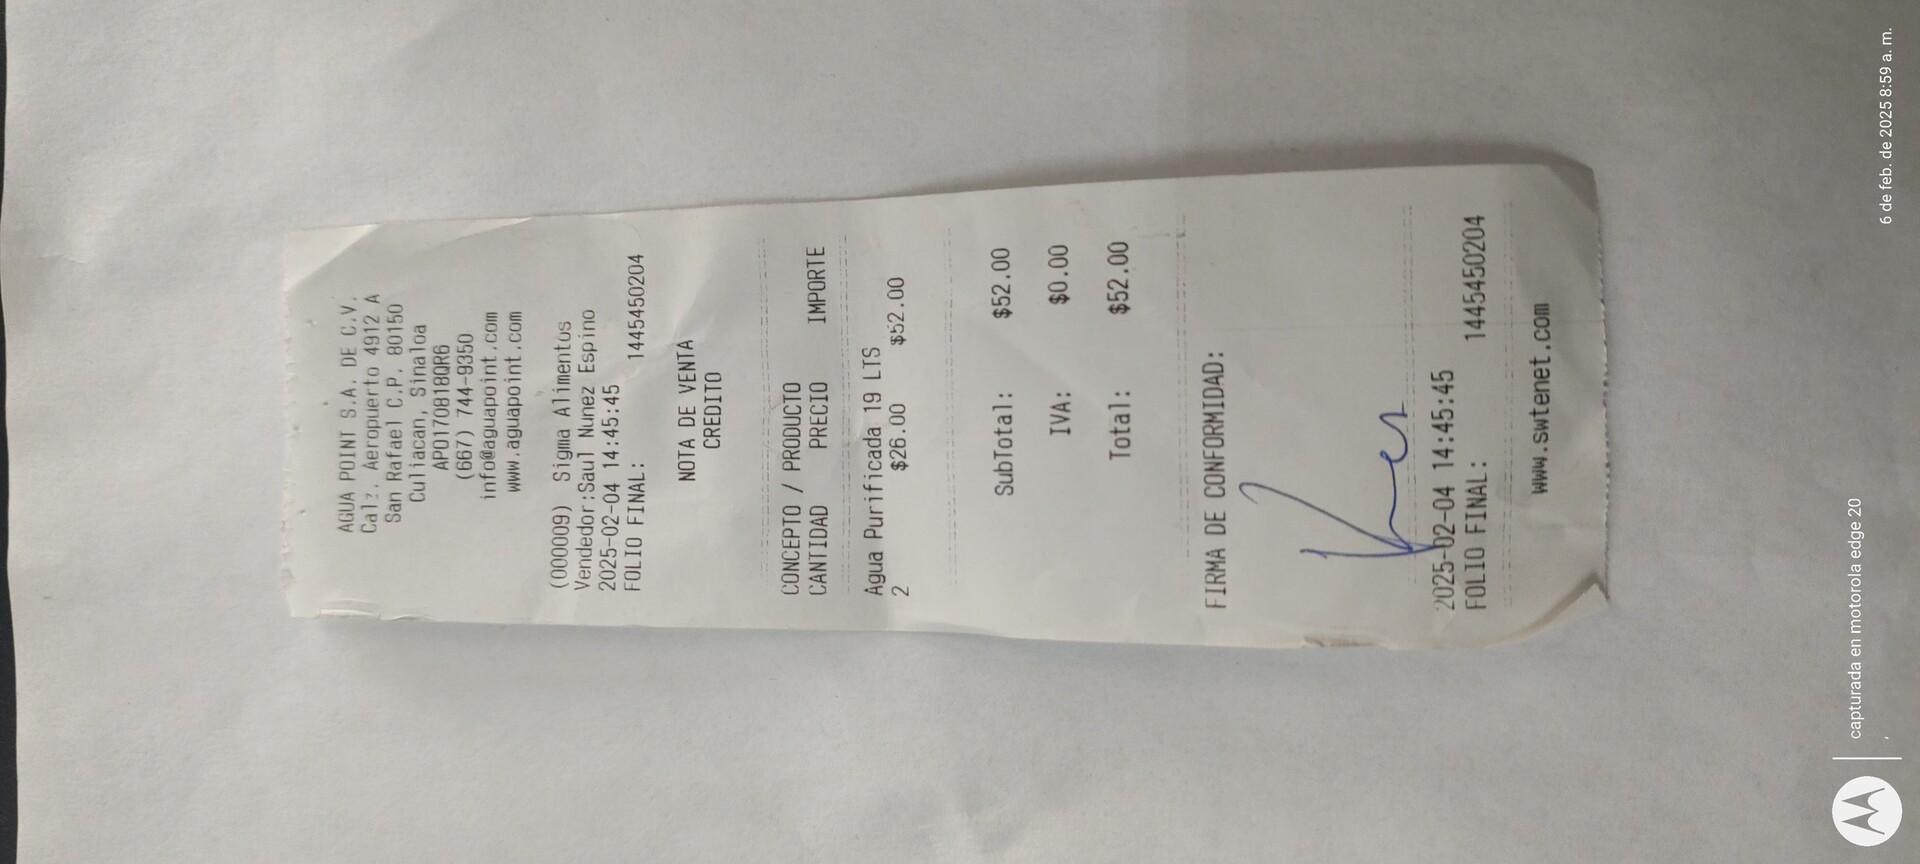 AGUA POINT S.A. DE C.V.
Cal?. Aeropuerto 4912 A
San Rafael C.P. 80150
Culiacan, Sinaloa
APO170818QR6
(667) 744-9350
info@aguapoint.com
www.aguapoint.com
(000009) Sigma Alimentos
Vendedor:Saul Nunez Espino
2025-02-04 14:45:45
FOLIO FINAL: 1445450204
NOTA DE VENTA
CREDITO
CONCEPTO / PRODUCTO
CANTIDAD PRECIO IMPORTE
Agua Purificada 19 LTS
2 $26.00 $52.00
SubTotal: $52.00
IVA: $0.00
Total: $52.00
FIRMA DE CONFORMIDAD:
2025-02-04 14:45:45
FOLIO FINAL: 1445450204
www.swtenet.com
capturada en motorola edge 20
6 de feb. de 2025 8:59 a. m.